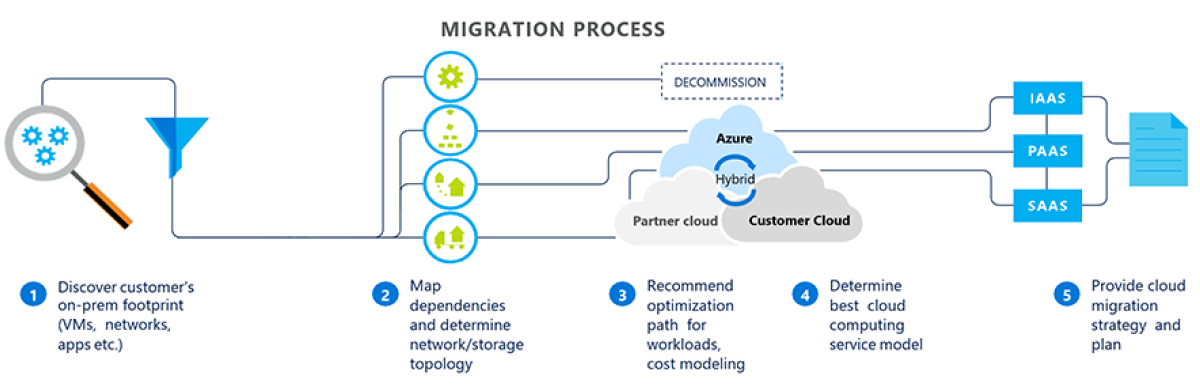 MIGRATION PROCESS
DECOMMISSION
Azure
Hybrid
Partner cloud
Customer Cloud
IAAS
PAAS
SAAS
1
Discover customer's
on-prem footprint
(VMs, networks,
apps etc.)
2
Map
dependencies
and determine
network/storage
topology
3
Recommend
optimization
path for
workloads,
cost modeling
4
Determine
best cloud
computing
service model
5
Provide cloud
migration
strategy and
plan